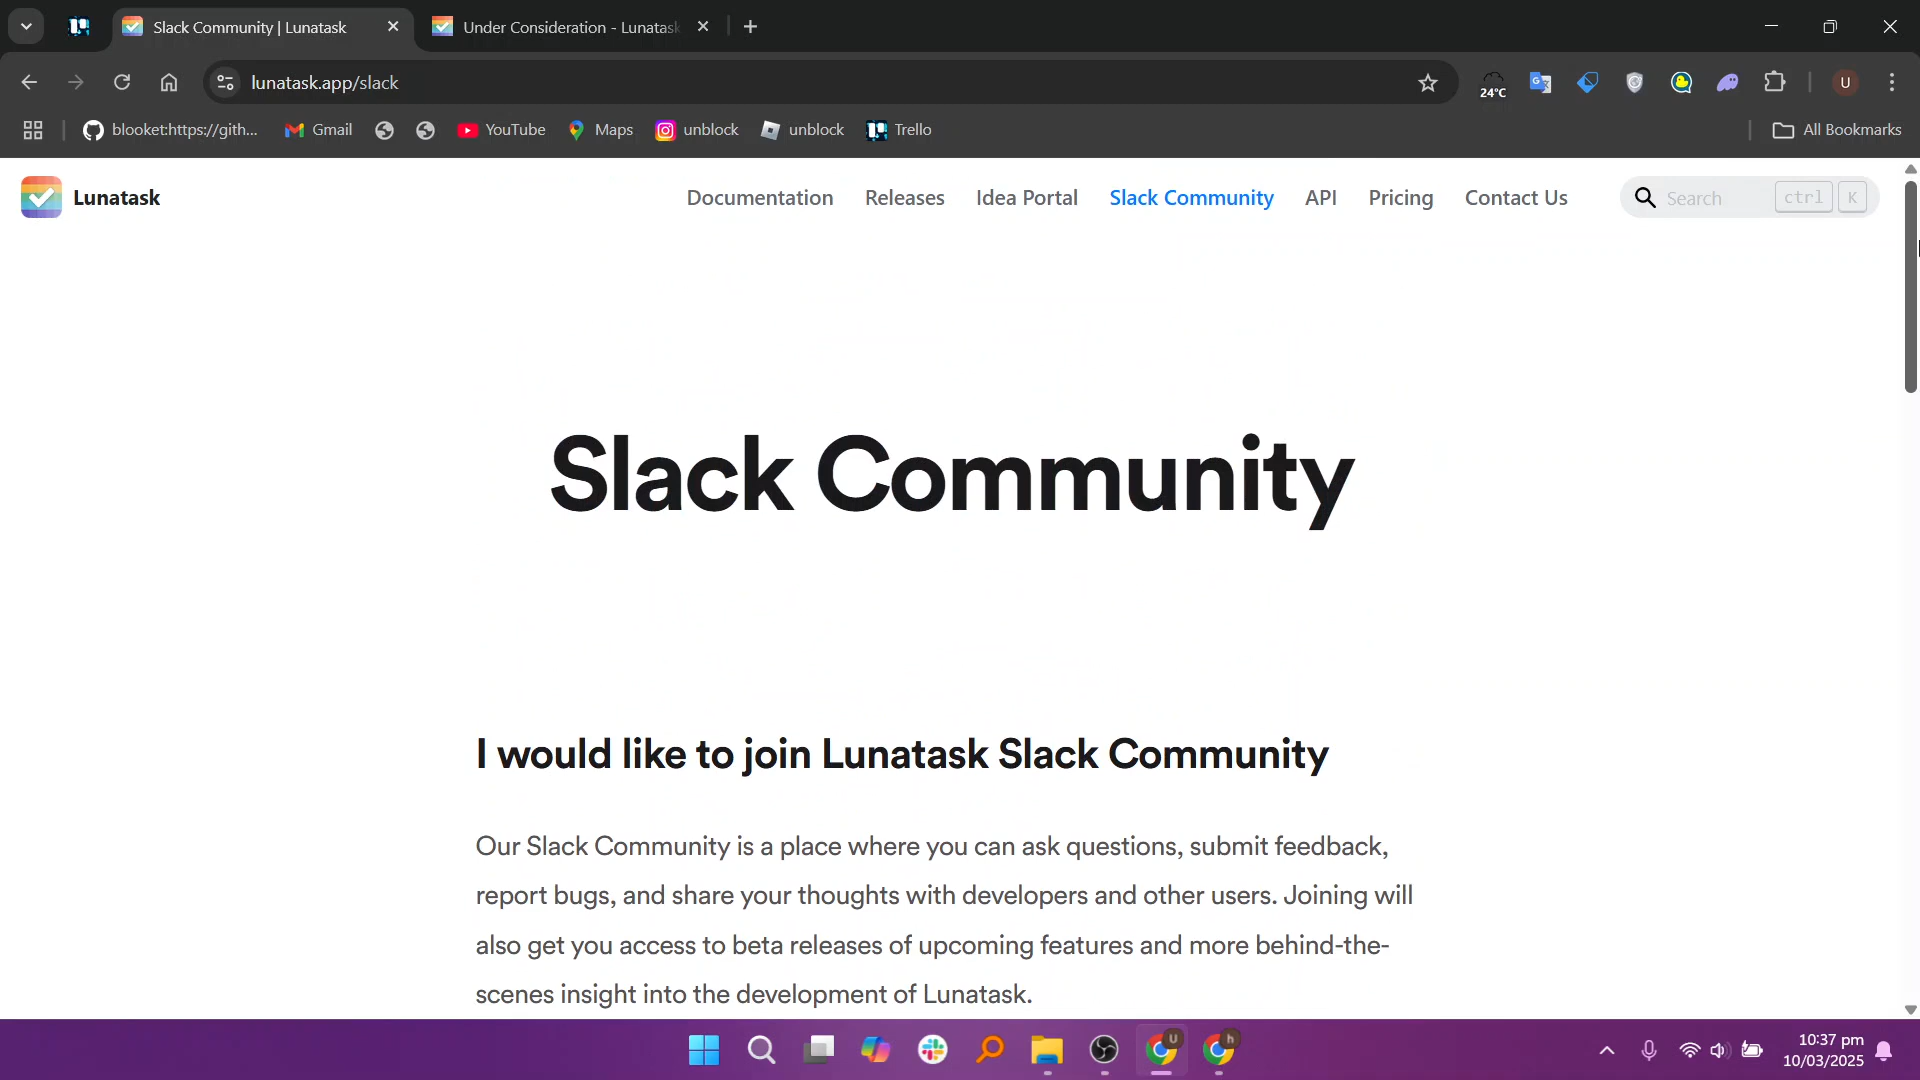 Slack Community | Lunatask
Under Consideration - Lunatask
lunatask.app/slack
24°C
U
blooket:https://gith...
Gmail
YouTube
Maps
unblock
unblock
Trello
All Bookmarks
Lunatask
Documentation
Releases
Idea Portal
Slack Community
API
Pricing
Contact Us
Search
ctrl
K
Slack Community
I would like to join Lunatask Slack Community
Our Slack Community is a place where you can ask questions, submit feedback,
report bugs, and share your thoughts with developers and other users. Joining will
also get you access to beta releases of upcoming features and more behind-the-
scenes insight into the development of Lunatask.
U
h
10:37 pm
10/03/2025